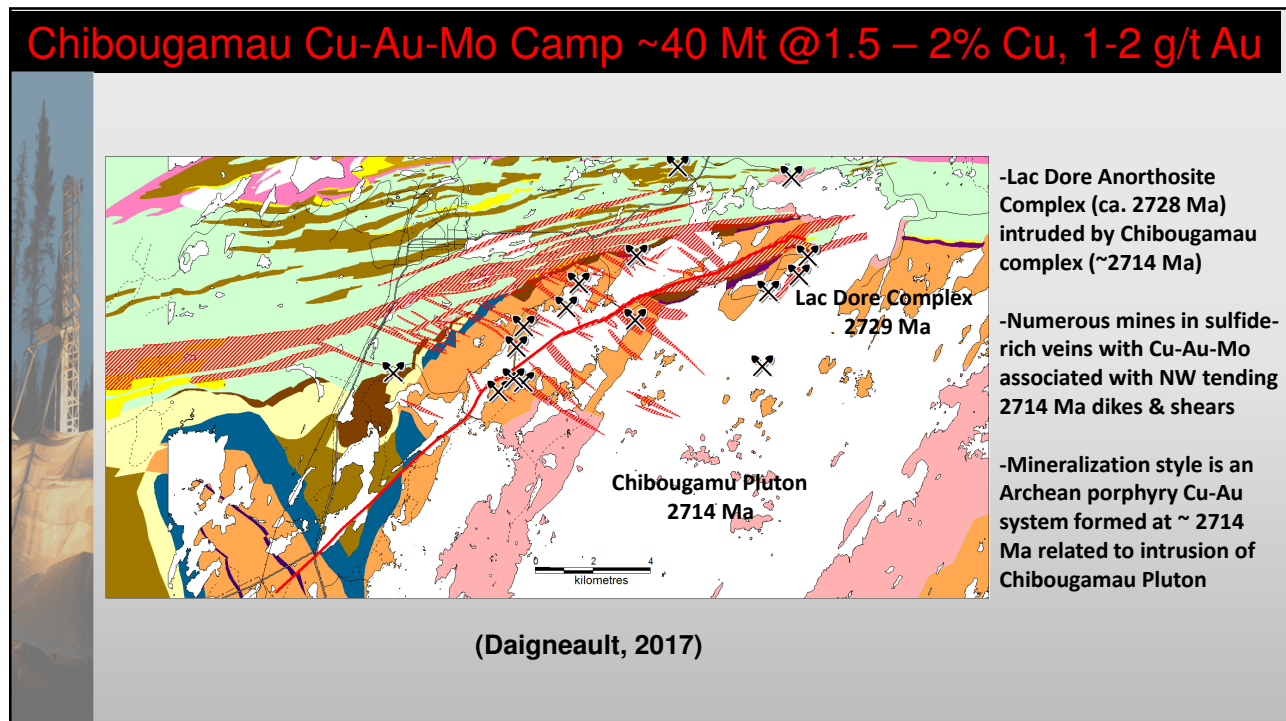 Chibougamau Cu-Au-Mo Camp ~40 Mt @1.5 – 2% Cu, 1-2 g/t Au
-Lac Dore Anorthosite
Complex (ca. 2728 Ma)
intruded by Chibougamau
complex (~2714 Ma)
-Numerous mines in sulfide-
rich veins with Cu-Au-Mo
associated with NW tending
2714 Ma dikes & shears
-Mineralization style is an
Archean porphyry Cu-Au
system formed at ~ 2714
Ma related to intrusion of
Chibougamau Pluton
Lac Dore Complex
2729 Ma
Chibougamu Pluton
2714 Ma
0 2 4
kilometres
(Daigneault, 2017)